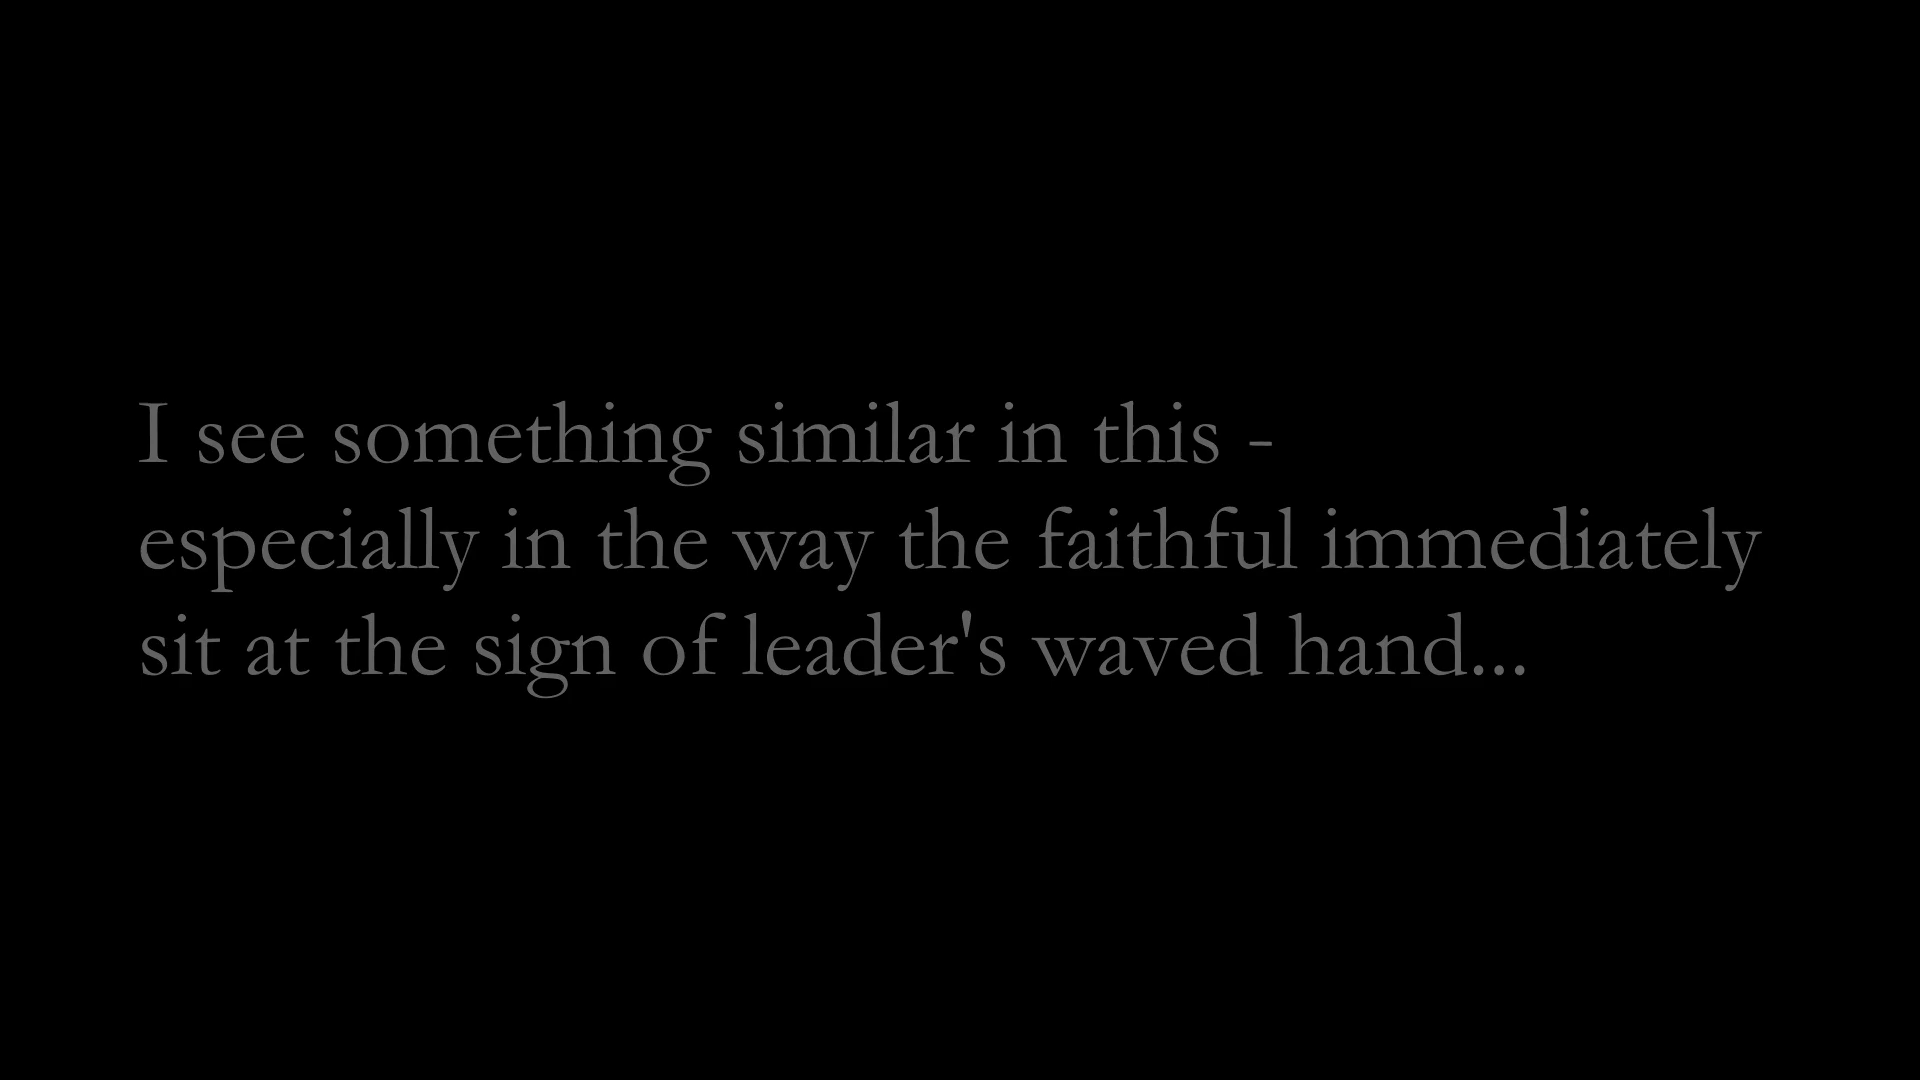 I see something similar in this -
especially in the way the faithful immediately
sit at the sign of leader's waved hand...